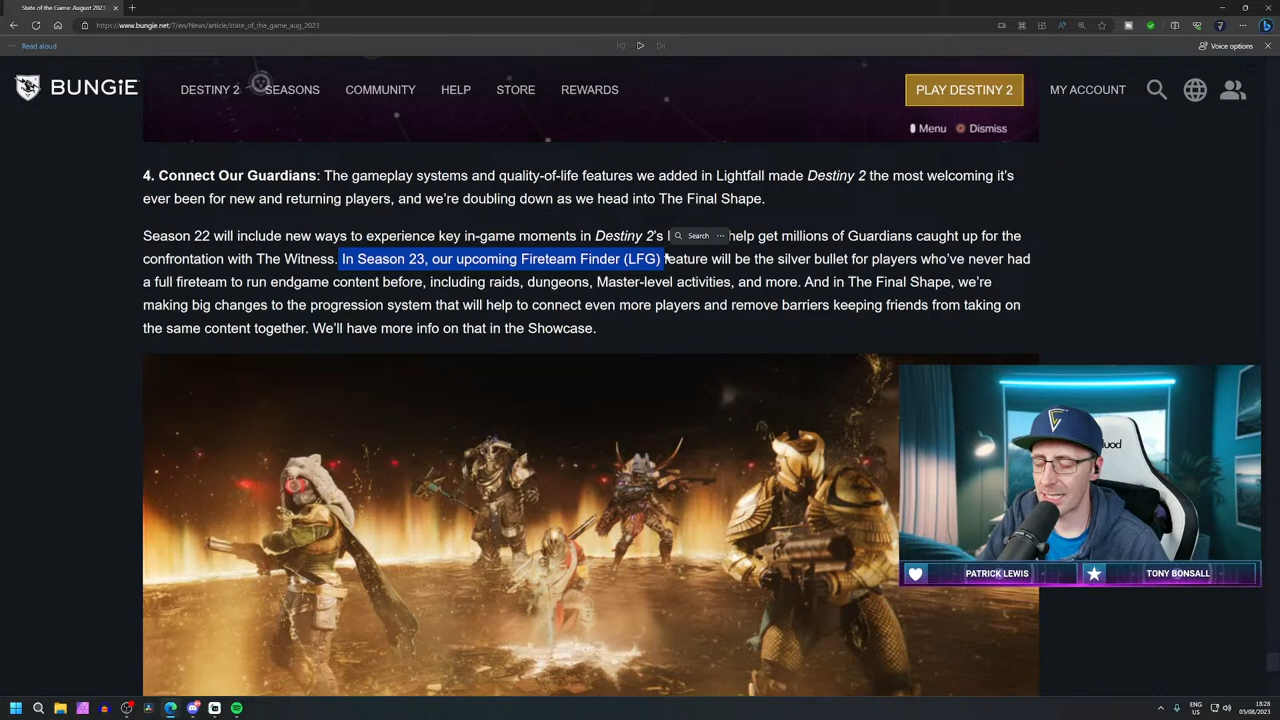 State of the Game: August 2023
https://www.bungie.net/7/en/News/article/state_of_the_game_aug_2023
Read aloud
Voice options
BUNGiE
DESTINY 2
SEASONS
COMMUNITY
HELP
STORE
REWARDS
PLAY DESTINY 2
MY ACCOUNT
Menu
Dismiss
4. Connect Our Guardians: The gameplay systems and quality-of-life features we added in Lightfall made Destiny 2 the most welcoming it's
ever been for new and returning players, and we're doubling down as we head into The Final Shape.
Season 22 will include new ways to experience key in-game moments in Destiny 2's
Search
help get millions of Guardians caught up for the
confrontation with The Witness. In Season 23, our upcoming Fireteam Finder (LFG) feature will be the silver bullet for players who've never had
a full fireteam to run endgame content before, including raids, dungeons, Master-level activities, and more. And in The Final Shape, we're
making big changes to the progression system that will help to connect even more players and remove barriers keeping friends from taking on
the same content together. We'll have more info on that in the Showcase.
PATRICK LEWIS
TONY BONSALL
ENG
US
18:28
03/08/2023